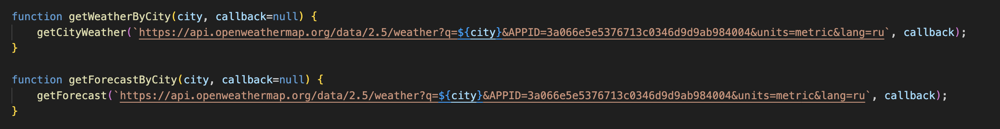 function getWeatherByCity(city, callback=null) {
    getCityWeather(`https://api.openweathermap.org/data/2.5/weather?q=${city}&APPID=3a066e5e5376713c0346d9d9ab984004&units=metric&lang=ru`, callback);
}
function getForecastByCity(city, callback=null) {
    getForecast(`https://api.openweathermap.org/data/2.5/weather?q=${city}&APPID=3a066e5e5376713c0346d9d9ab984004&units=metric&lang=ru`, callback);
}